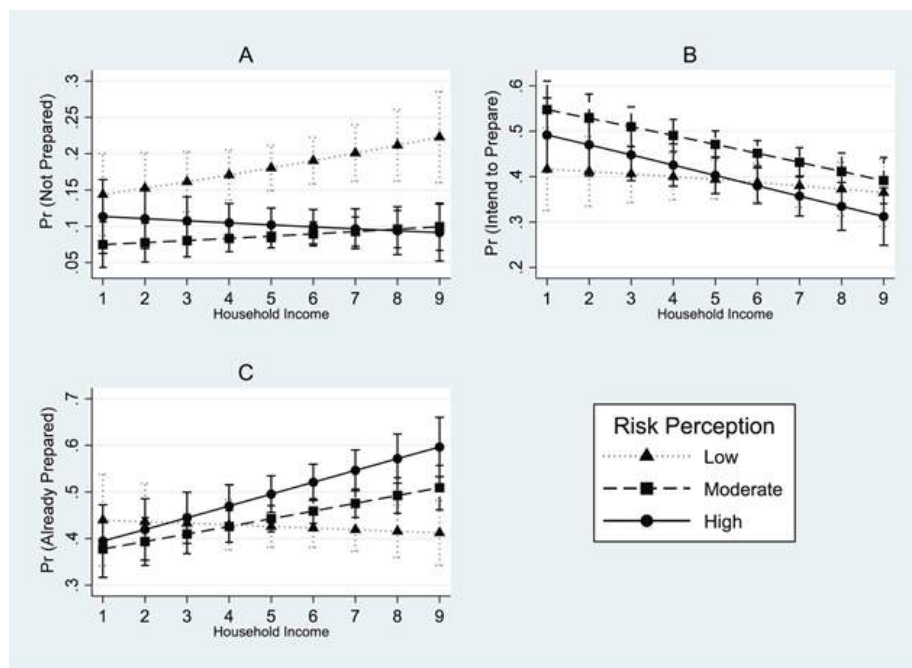 A
Pr (Not Prepared)
.3
.25
.2
.15
.1
.05
1 2 3 4 5 6 7 8 9
Household Income
B
Pr (Intend to Prepare)
.6
.5
.4
.3
.2
1 2 3 4 5 6 7 8 9
Household Income
C
Pr (Already Prepared)
.7
.6
.5
.4
.3
1 2 3 4 5 6 7 8 9
Household Income
Risk Perception
Low
Moderate
High